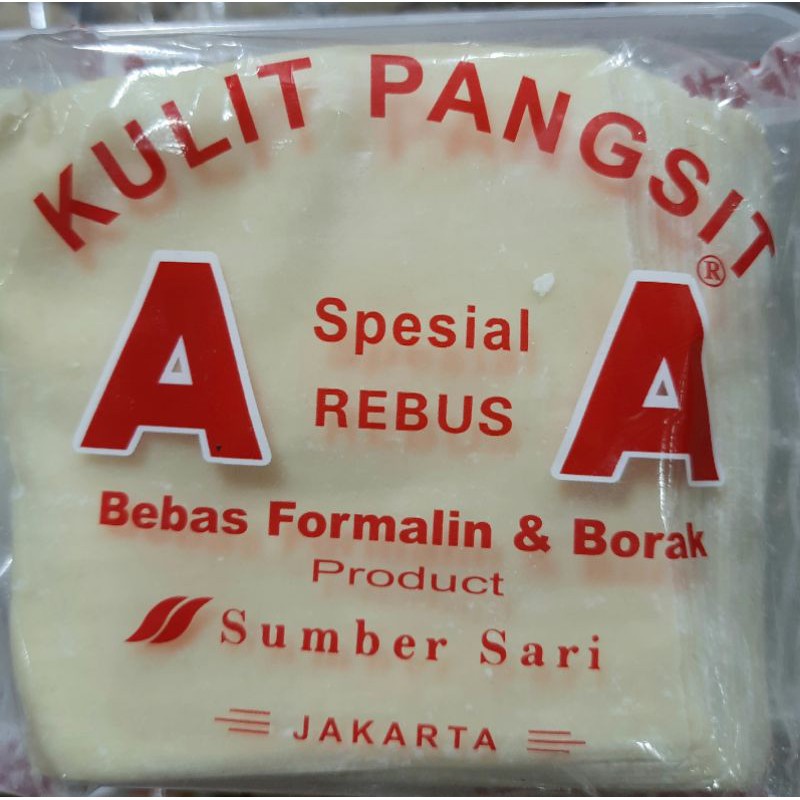 KULIT PANGSIT
®
A A
Spesial
REBUS
Bebas Formalin & Borak
Product
Sumber Sari
JAKARTA